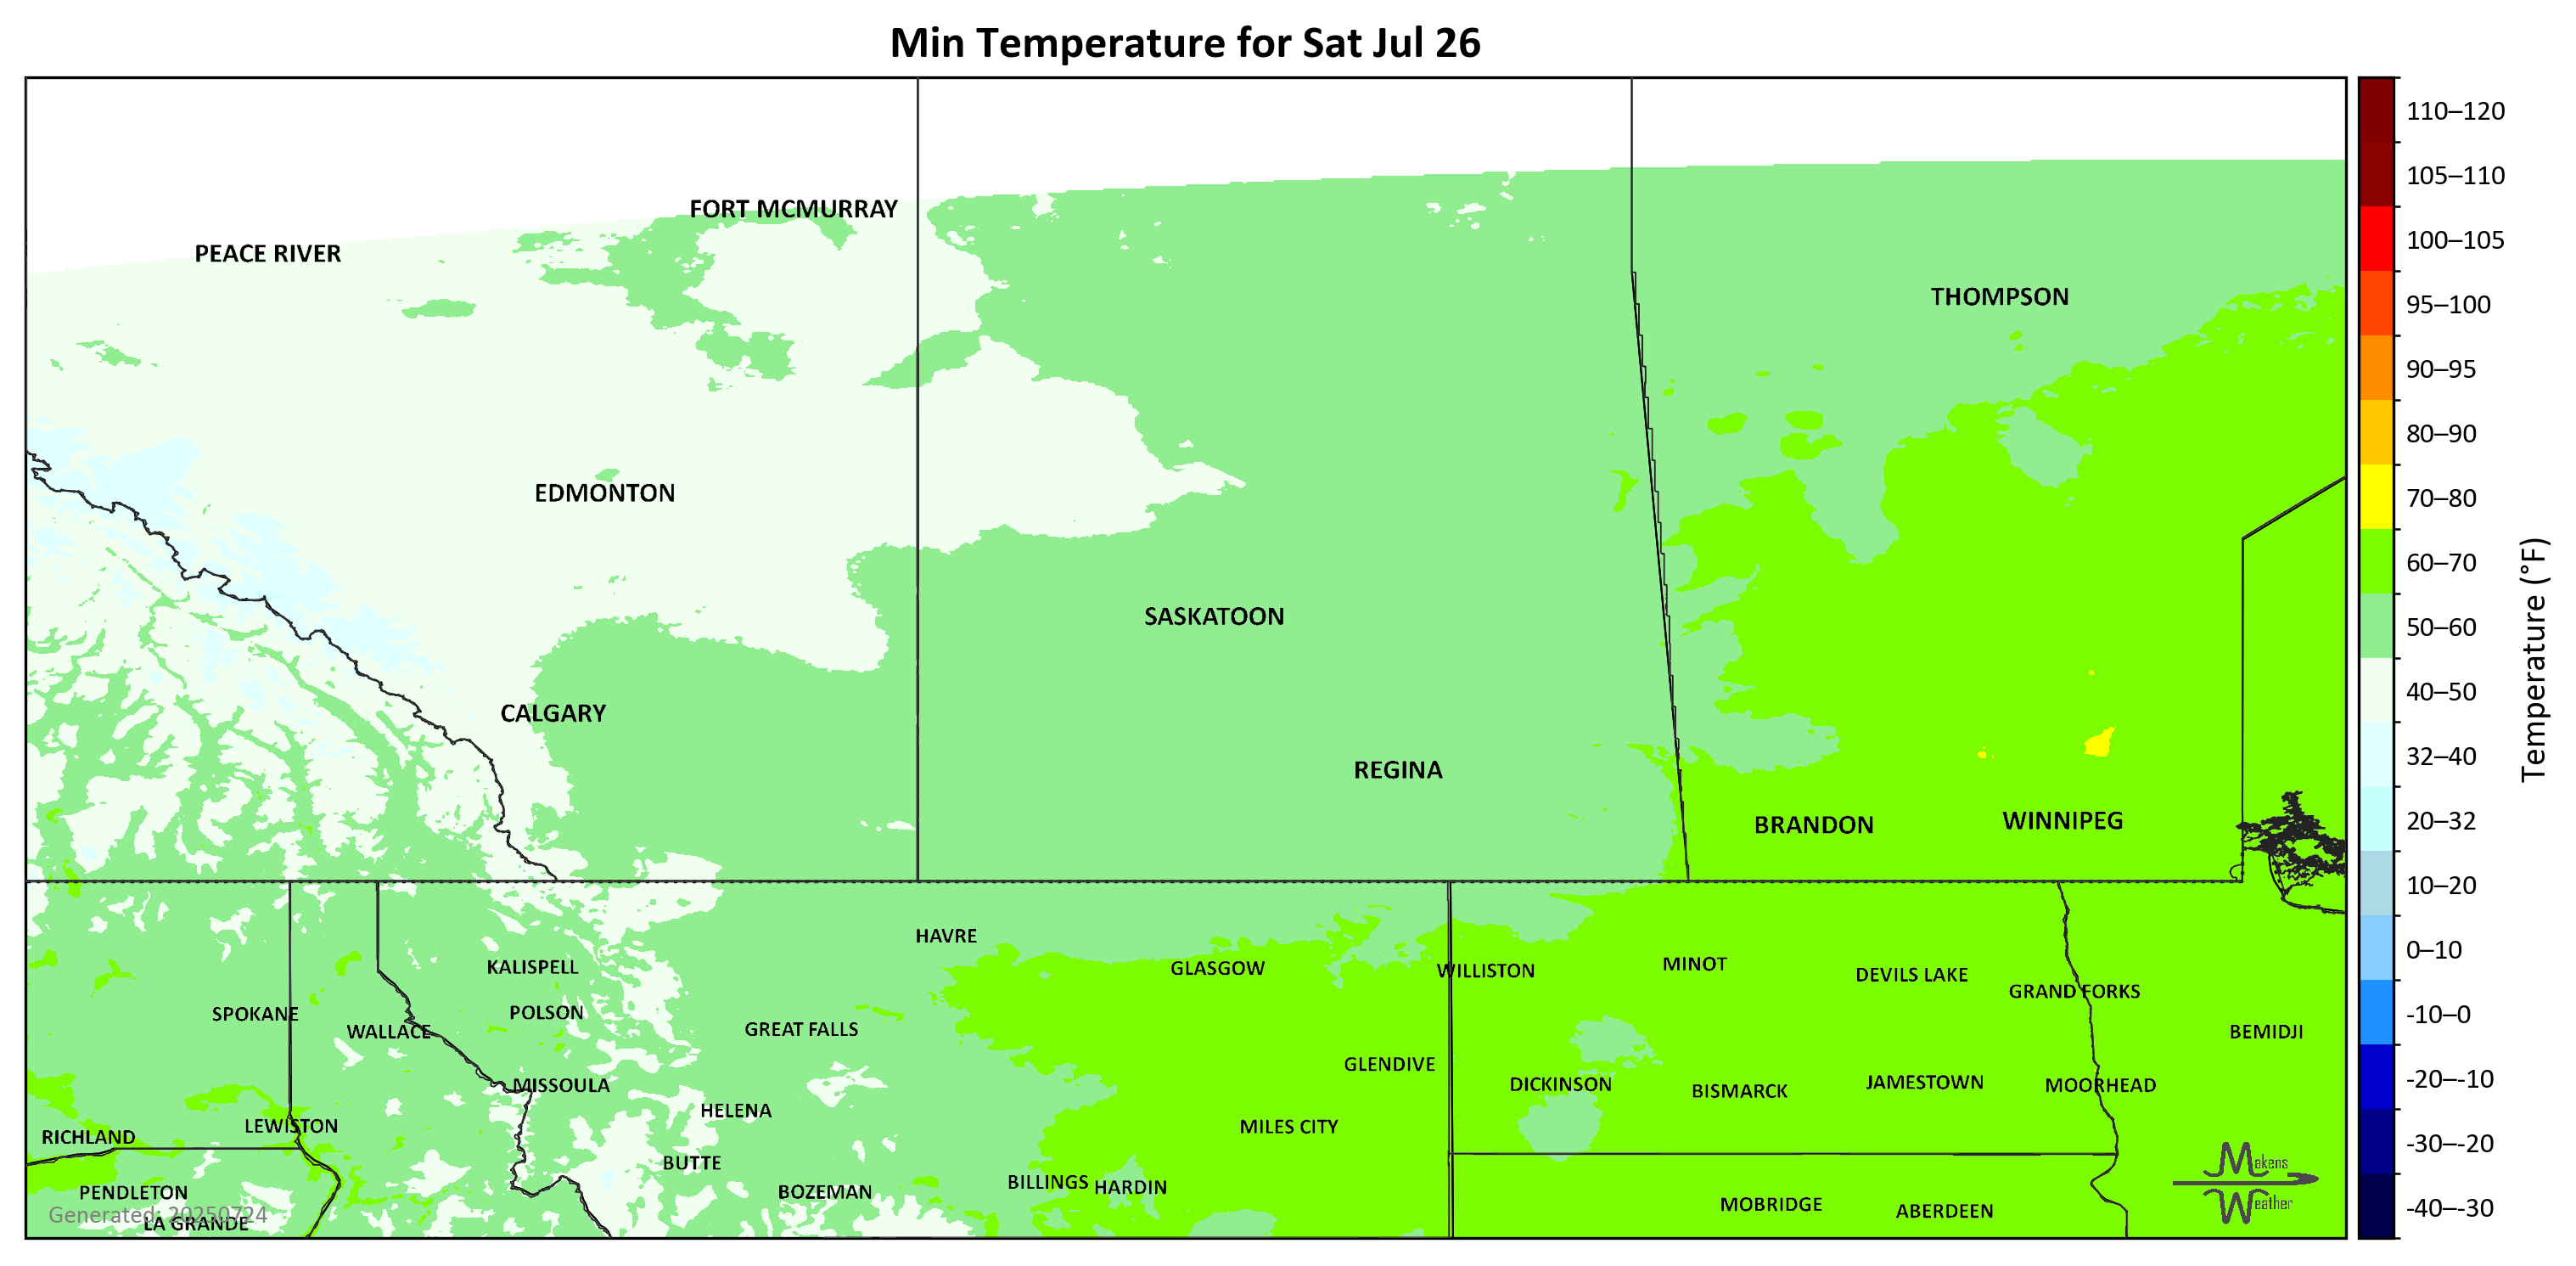 Min Temperature for Sat Jul 26
110–120
105–110
100–105
95–100
90–95
80–90
70–80
60–70
50–60
40–50
32–40
20–32
10–20
0–10
-10–0
-20–-10
-30–-20
-40–-30
Temperature (°F)
FORT MCMURRAY
PEACE RIVER
THOMPSON
EDMONTON
SASKATOON
CALGARY
REGINA
BRANDON
WINNIPEG
HAVRE
KALISPELL
GLASGOW
WILLISTON
MINOT
DEVILS LAKE
GRAND FORKS
SPOKANE
POLSON
WALLACE
GREAT FALLS
BEMIDJI
GLENDIVE
MISSOULA
DICKINSON
BISMARCK
JAMESTOWN
MOORHEAD
HELENA
LEWISTON
MILES CITY
RICHLAND
BUTTE
BILLINGS
HARDIN
PENDLETON
BOZEMAN
MOBRIDGE
ABERDEEN
Generated: 20250724
LA GRANDE
Makens
Weather